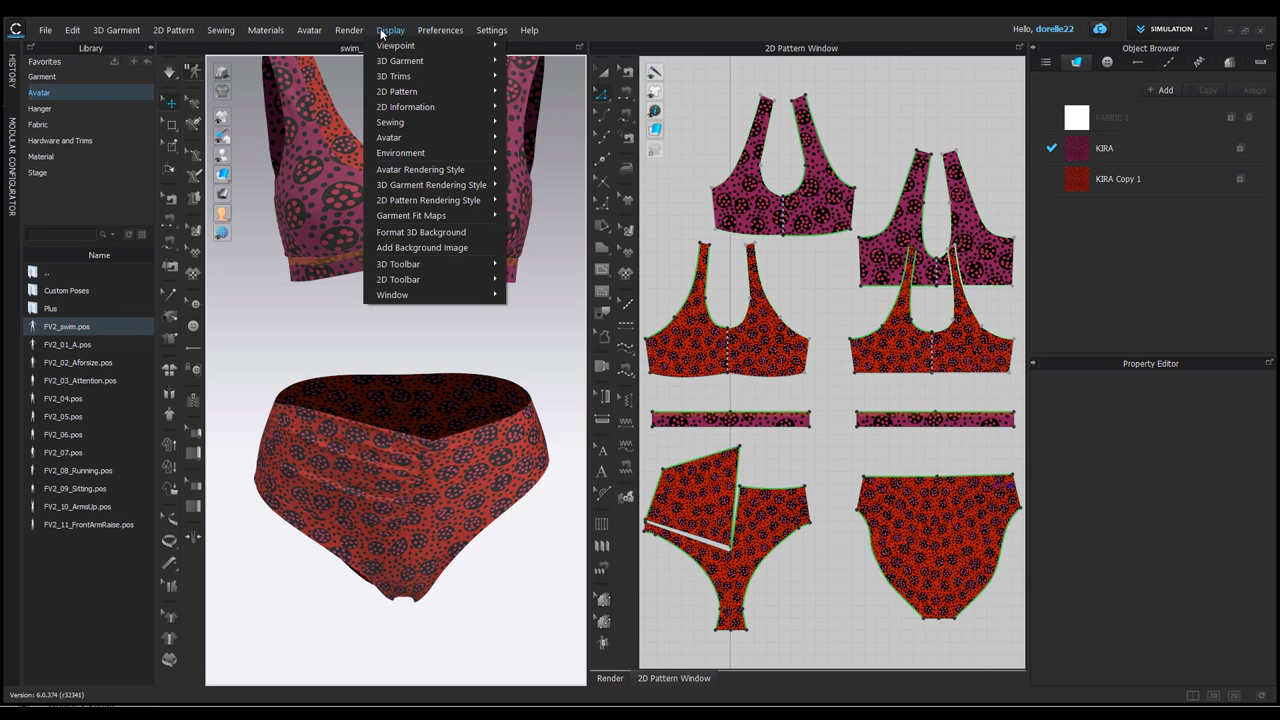 File Edit 3D Garment 2D Pattern Sewing Materials Avatar Render Display Preferences Settings Help Hello, dorelle22 SIMULATION
Library swim_ 2D Pattern Window Object Browser
HISTORY
MODULAR CONFIGURATOR
Favorites
Garment
Avatar
Hanger
Fabric
Hardware and Trims
Material
Stage
Name
..
Custom Poses
Plus
FV2_swim.pos
FV2_01_A.pos
FV2_02_Aforsize.pos
FV2_03_Attention.pos
FV2_04.pos
FV2_05.pos
FV2_06.pos
FV2_07.pos
FV2_08_Running.pos
FV2_09_Sitting.pos
FV2_10_ArmsUp.pos
FV2_11_FrontArmRaise.pos
Viewpoint
3D Garment
3D Trims
2D Pattern
2D Information
Sewing
Avatar
Environment
Avatar Rendering Style
3D Garment Rendering Style
2D Pattern Rendering Style
Garment Fit Maps
Format 3D Background
Add Background Image
3D Toolbar
2D Toolbar
Window
+ Add Copy Assign
FABRIC 1
KIRA
KIRA Copy 1
Property Editor
Render 2D Pattern Window
Version: 6.0.374 (r32341)
3D 2D